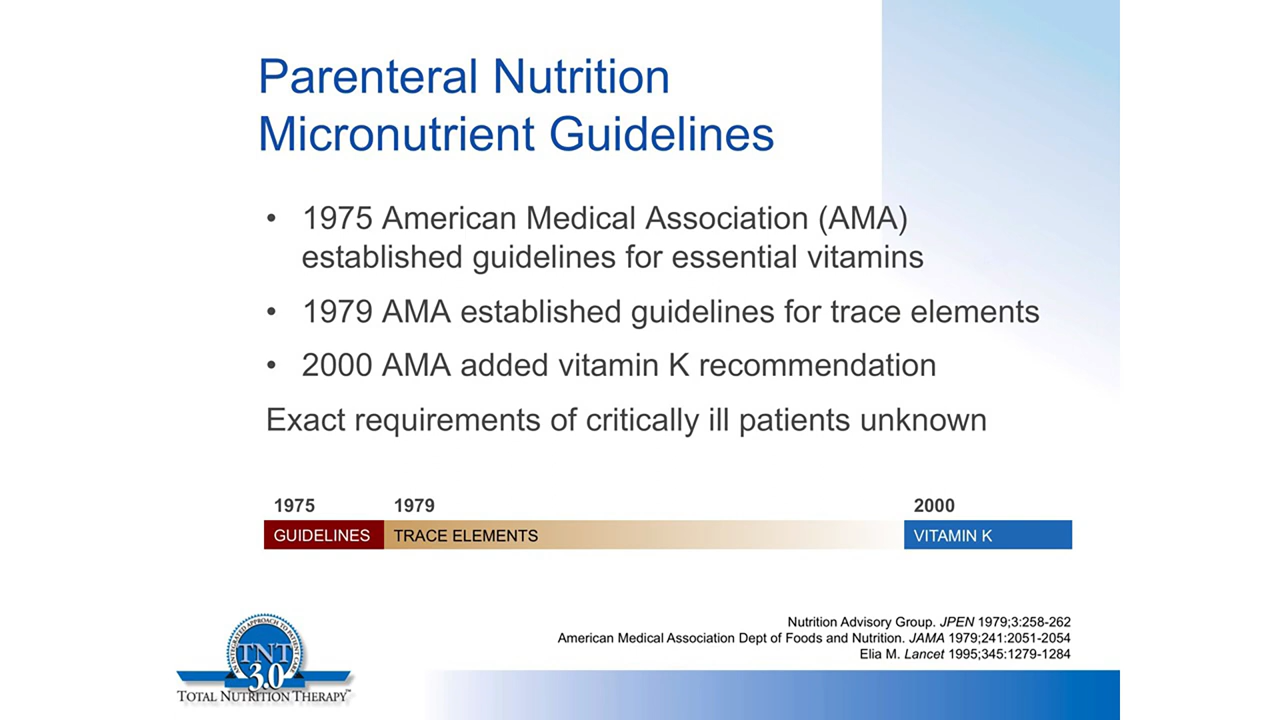 Parenteral Nutrition
Micronutrient Guidelines
• 1975 American Medical Association (AMA)
established guidelines for essential vitamins
• 1979 AMA established guidelines for trace elements
• 2000 AMA added vitamin K recommendation
Exact requirements of critically ill patients unknown
1975 1979 2000
GUIDELINES TRACE ELEMENTS VITAMIN K
Nutrition Advisory Group. JPEN 1979;3:258-262
American Medical Association Dept of Foods and Nutrition. JAMA 1979;241:2051-2054
Elia M. Lancet 1995;345:1279-1284
TNT
3.0
TOTAL NUTRITION THERAPY™